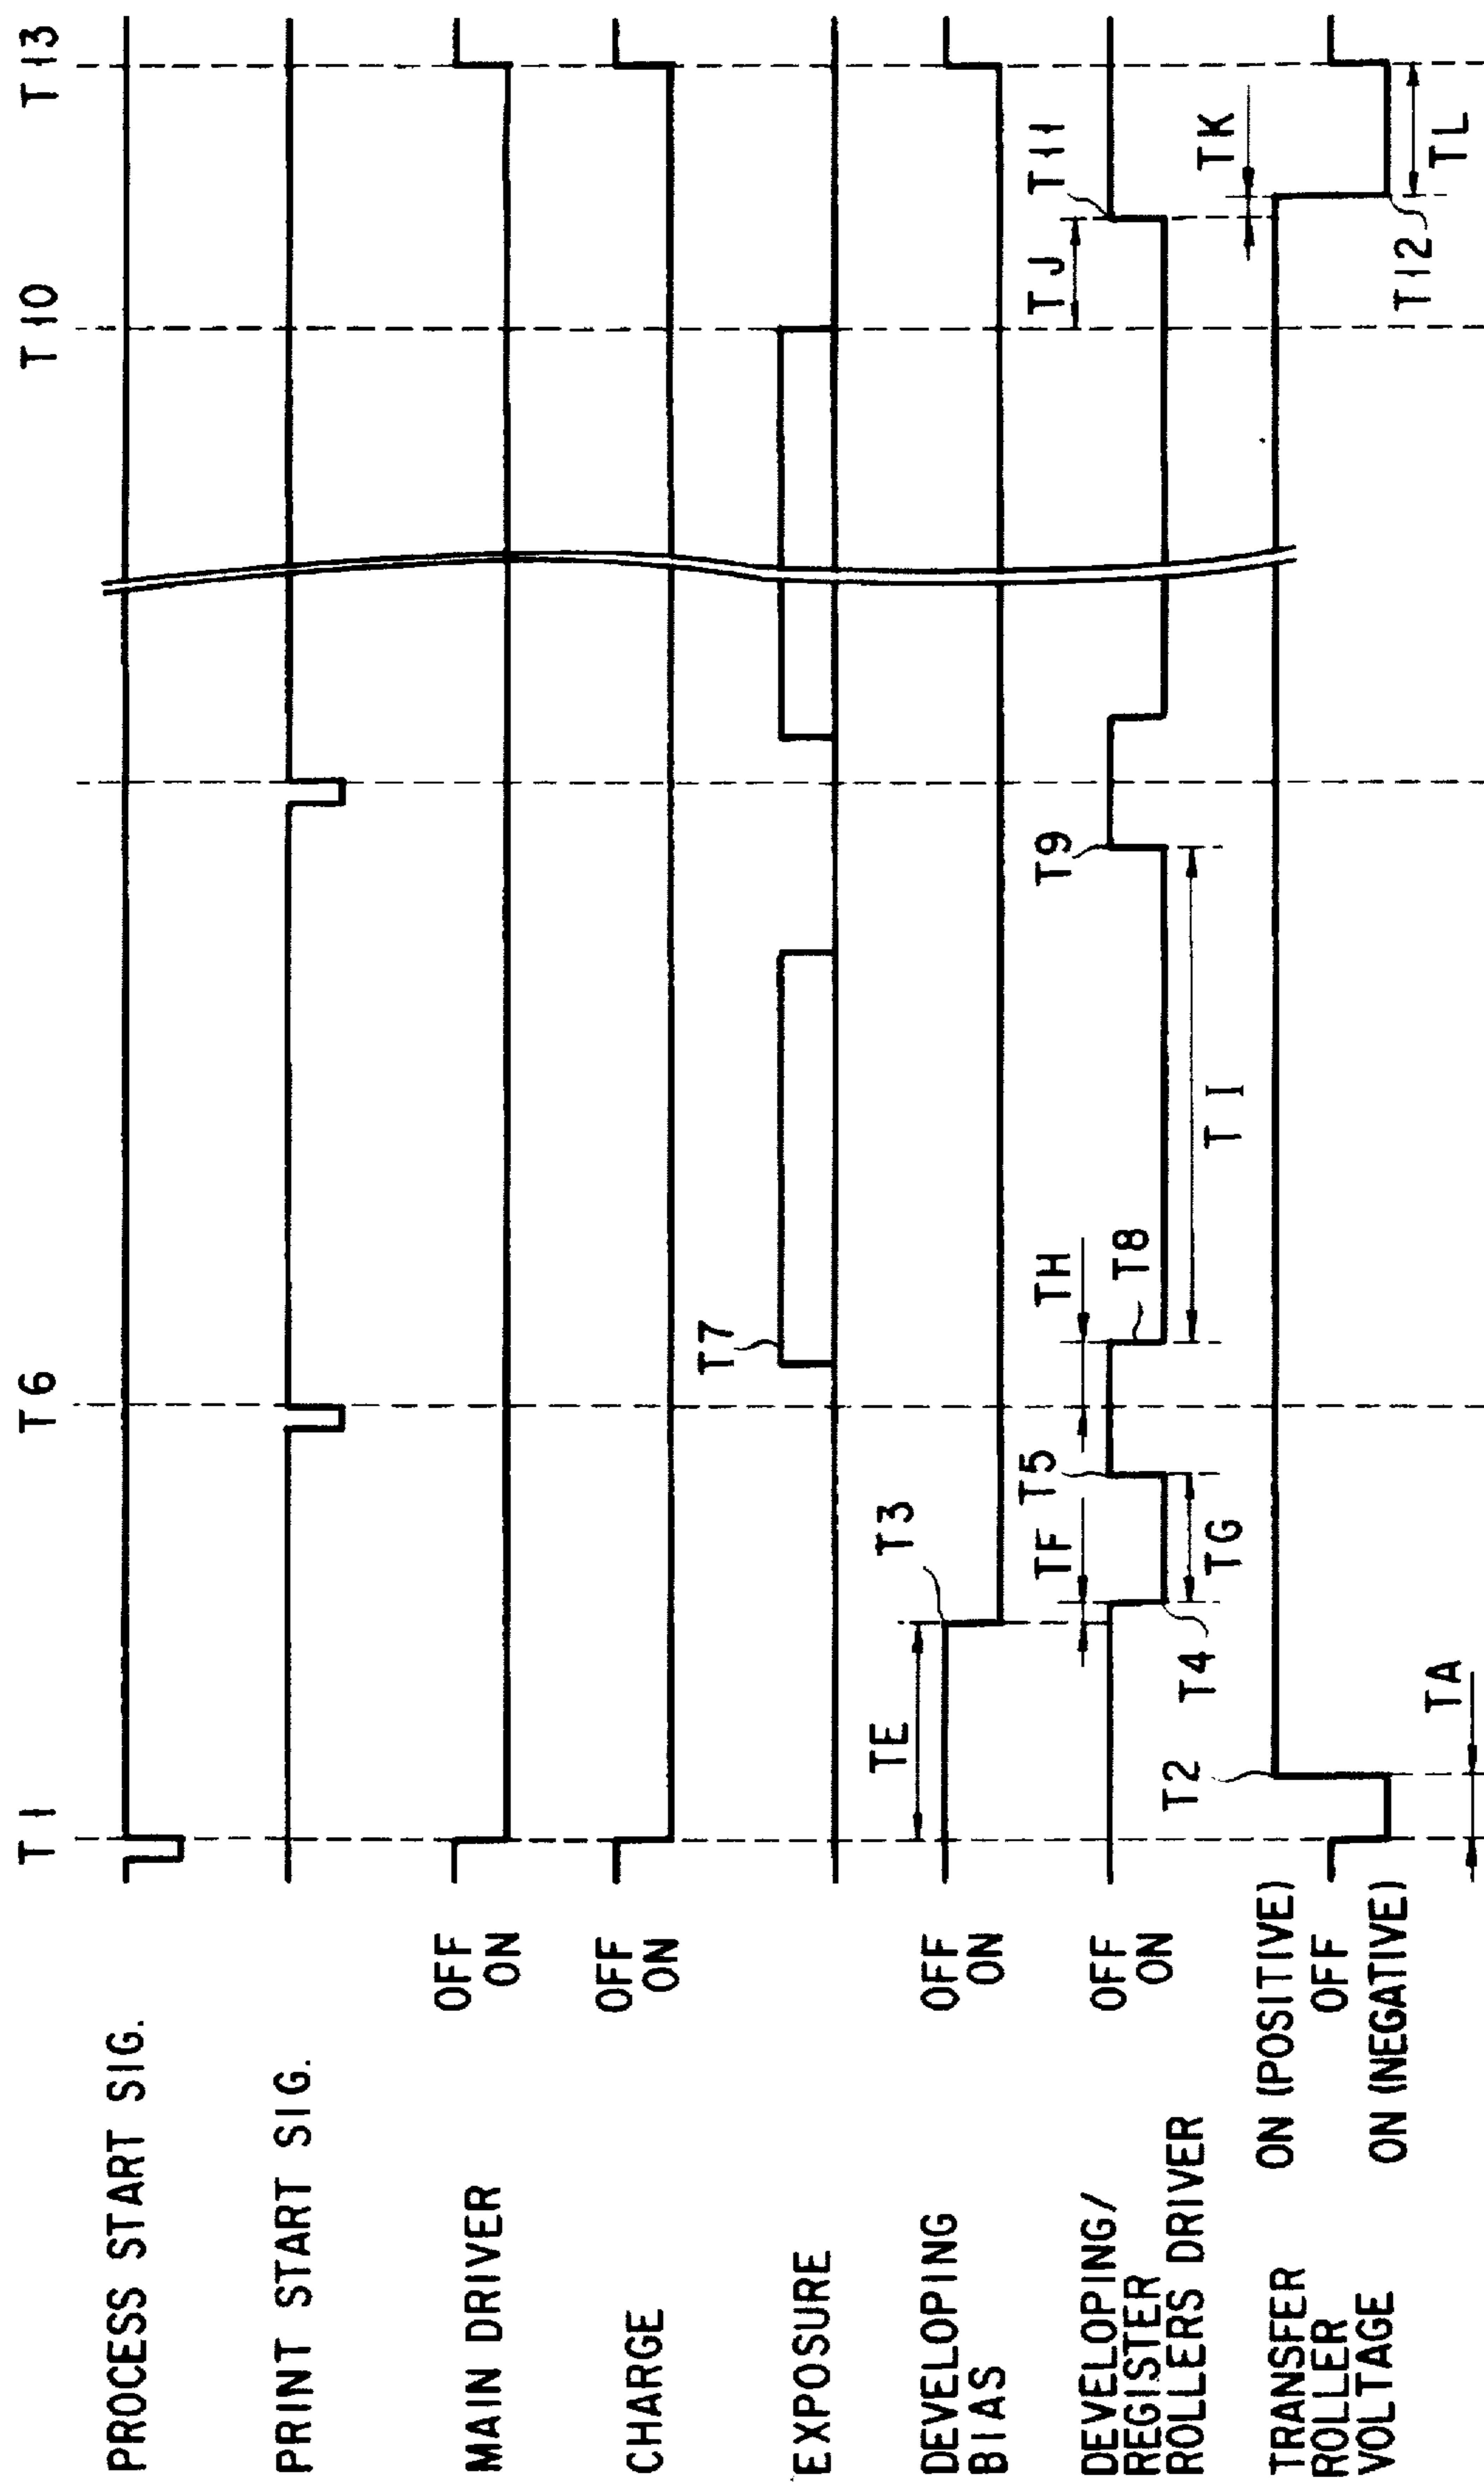 T1
T6
T10
T13
PROCESS START SIG.
PRINT START SIG.
MAIN DRIVER
OFF
ON
CHARGE
OFF
ON
EXPOSURE
T7
DEVELOPING
BIAS
OFF
ON
TE
T3
DEVELOPING/
REGISTER
ROLLERS DRIVER
OFF
ON
TF
T5
TH
T9
TJ
T11
T4
TG
T8
TI
TRANSFER
ROLLER
VOLTAGE
ON (POSITIVE)
OFF
ON (NEGATIVE)
T2
TA
TK
T12
TL